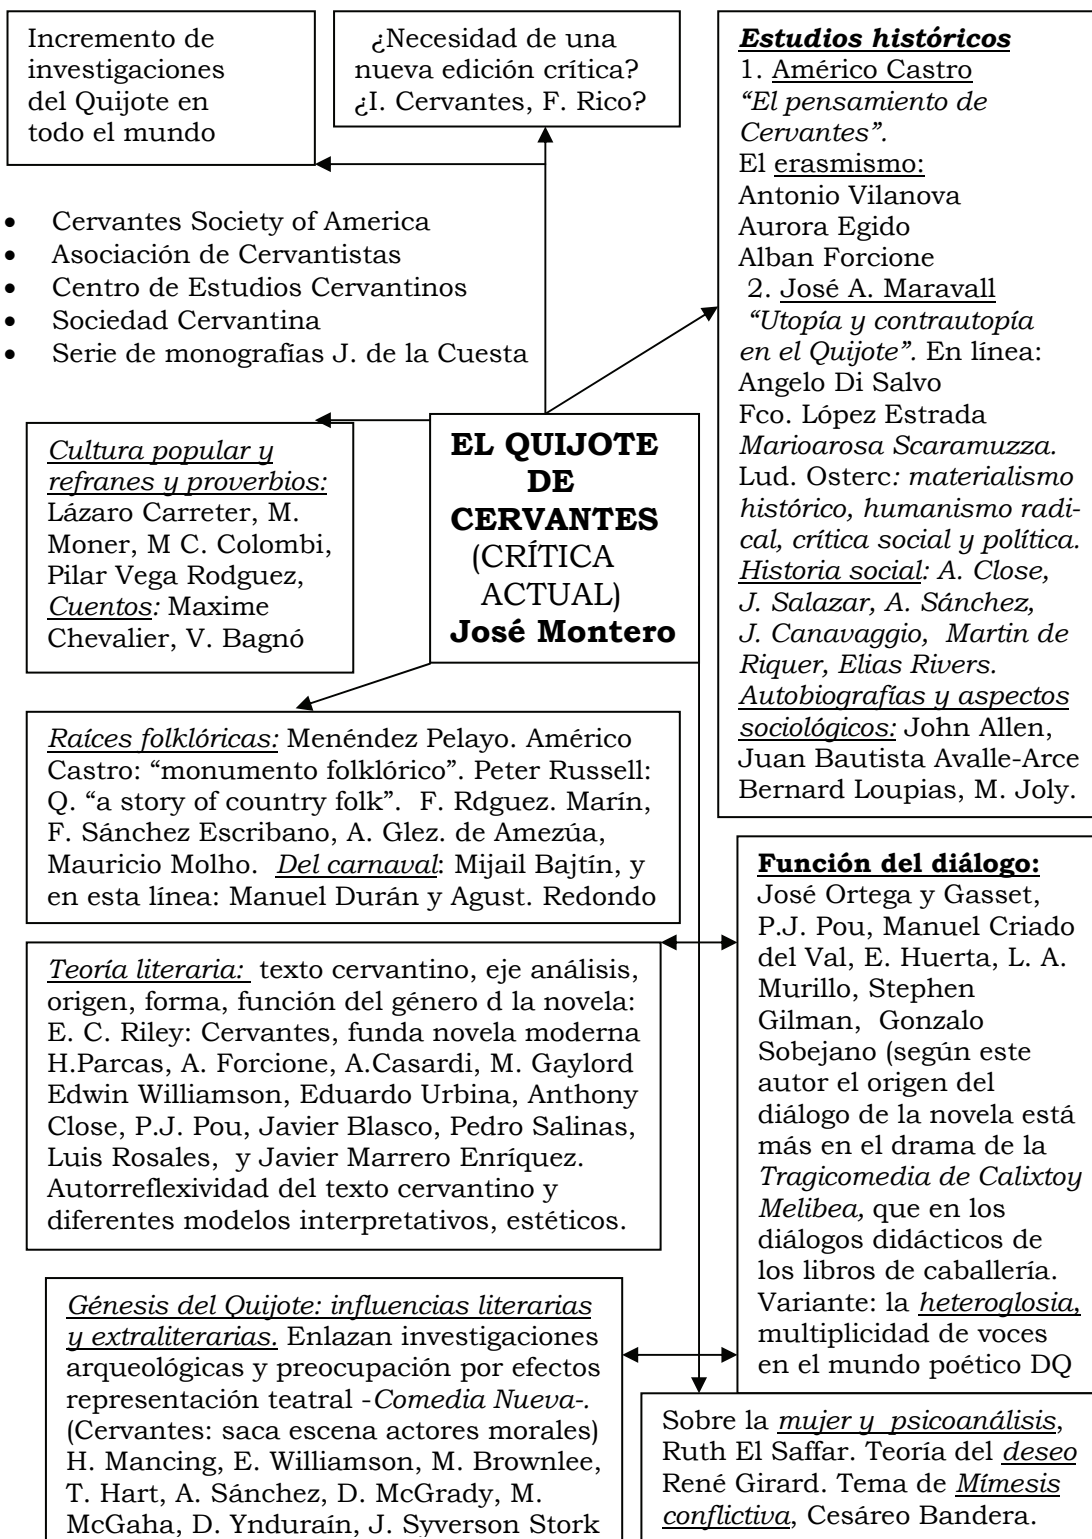 Incremento de
investigaciones
del Quijote en
todo el mundo
¿Necesidad de una
nueva edición crítica?
¿I. Cervantes, F. Rico?
• Cervantes Society of America
• Asociación de Cervantistas
• Centro de Estudios Cervantinos
• Sociedad Cervantina
• Serie de monografías J. de la Cuesta
Estudios históricos
1. Américo Castro
“El pensamiento de
Cervantes”.
El erasmismo:
Antonio Vilanova
Aurora Egido
Alban Forcione
2. José A. Maravall
“Utopía y contrautopía
en el Quijote”. En línea:
Angelo Di Salvo
Fco. López Estrada
Marioarosa Scaramuzza.
Lud. Osterc: materialismo
histórico, humanismo radi-
cal, crítica social y política.
Historia social: A. Close,
J. Salazar, A. Sánchez,
J. Canavaggio, Martin de
Riquer, Elias Rivers.
Autobiografías y aspectos
sociológicos: John Allen,
Juan Bautista Avalle-Arce
Bernard Loupias, M. Joly.
Cultura popular y
refranes y proverbios:
Lázaro Carreter, M.
Moner, M C. Colombi,
Pilar Vega Rodguez,
Cuentos: Maxime
Chevalier, V. Bagnó
EL QUIJOTE
DE
CERVANTES
(CRÍTICA
ACTUAL)
José Montero
Raíces folklóricas: Menéndez Pelayo. Américo
Castro: “monumento folklórico”. Peter Russell:
Q. “a story of country folk”. F. Rdguez. Marín,
F. Sánchez Escribano, A. Glez. de Amezúa,
Mauricio Molho. Del carnaval: Mijail Bajtín, y
en esta línea: Manuel Durán y Agust. Redondo
Teoría literaria: texto cervantino, eje análisis,
origen, forma, función del género d la novela:
E. C. Riley: Cervantes, funda novela moderna
H.Parcas, A. Forcione, A.Casardi, M. Gaylord
Edwin Williamson, Eduardo Urbina, Anthony
Close, P.J. Pou, Javier Blasco, Pedro Salinas,
Luis Rosales, y Javier Marrero Enríquez.
Autorreflexividad del texto cervantino y
diferentes modelos interpretativos, estéticos.
Función del diálogo:
José Ortega y Gasset,
P.J. Pou, Manuel Criado
del Val, E. Huerta, L. A.
Murillo, Stephen
Gilman, Gonzalo
Sobejano (según este
autor el origen del
diálogo de la novela está
más en el drama de la
Tragicomedia de Calixtoy
Melibea, que en los
diálogos didácticos de
los libros de caballería.
Variante: la heteroglosia,
multiplicidad de voces
en el mundo poético DQ
Génesis del Quijote: influencias literarias
y extraliterarias. Enlazan investigaciones
arqueológicas y preocupación por efectos
representación teatral -Comedia Nueva-.
(Cervantes: saca escena actores morales)
H. Mancing, E. Williamson, M. Brownlee,
T. Hart, A. Sánchez, D. McGrady, M.
McGaha, D. Ynduraín, J. Syverson Stork
Sobre la mujer y psicoanálisis,
Ruth El Saffar. Teoría del deseo
René Girard. Tema de Mímesis
conflictiva, Cesáreo Bandera.